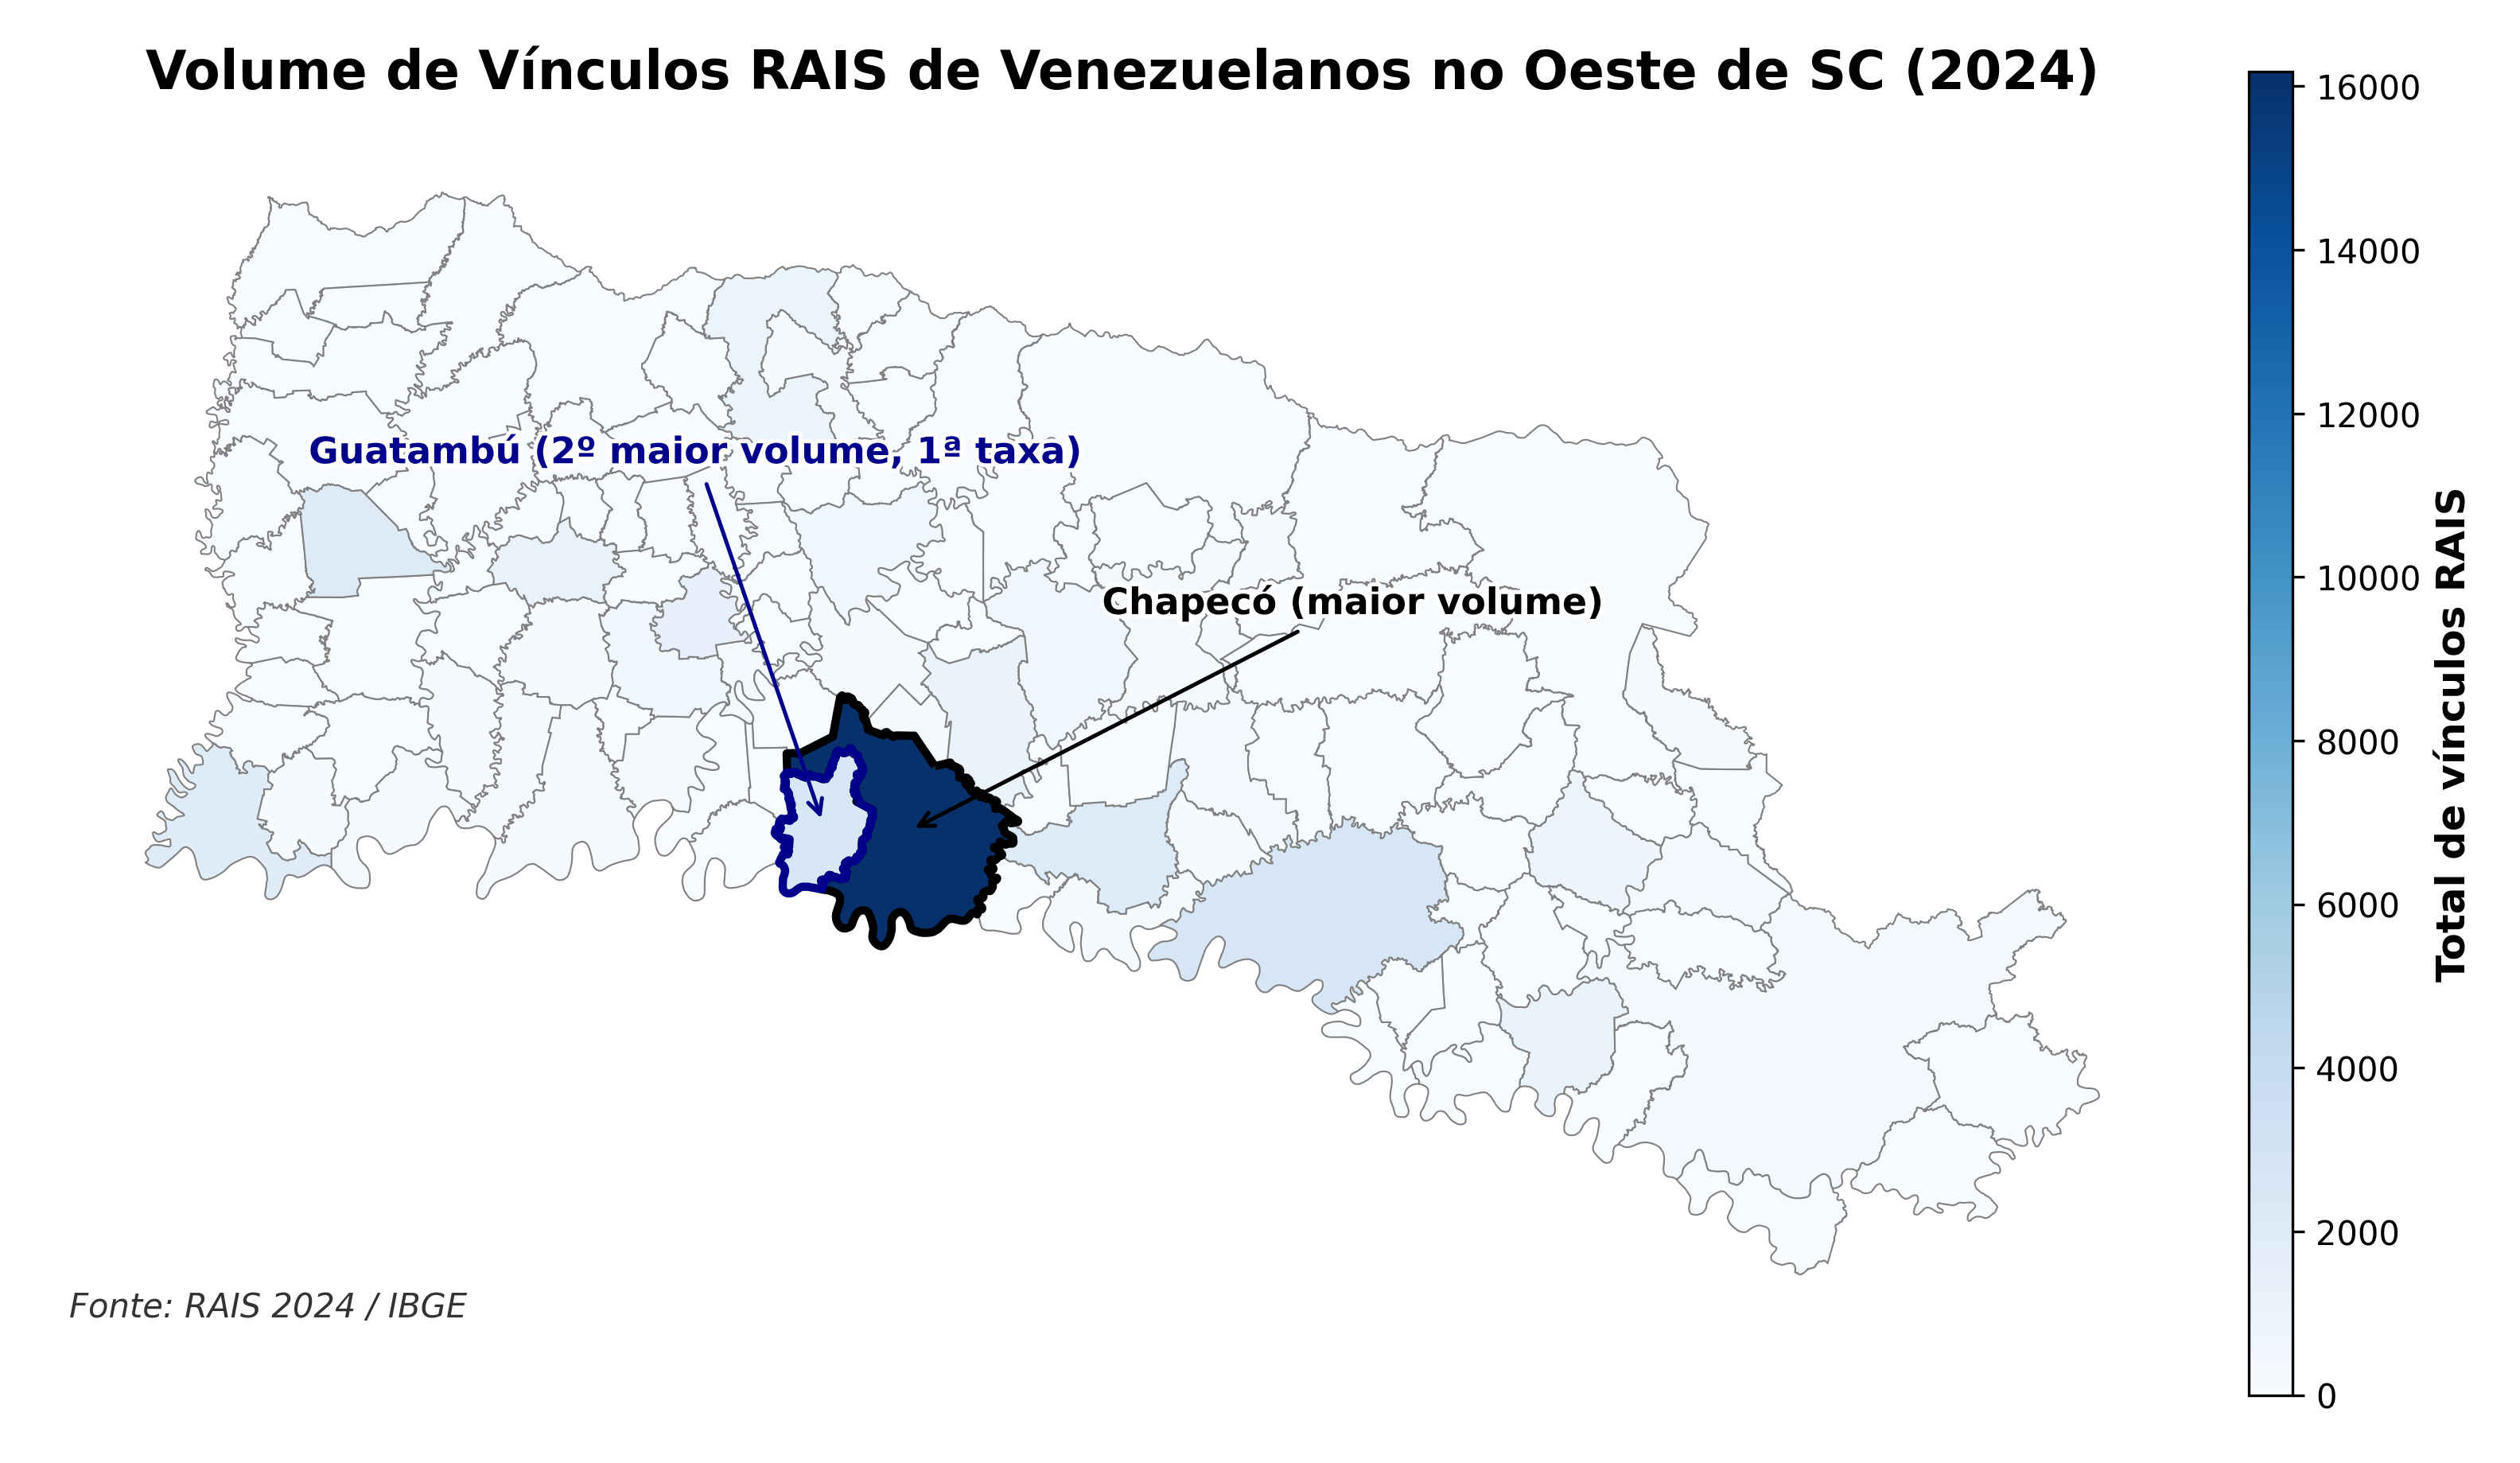 Volume de Vínculos RAIS de Venezuelanos no Oeste de SC (2024)
Guatambú (2º maior volume, 1ª taxa)
Chapecó (maior volume)
16000
14000
12000
10000
8000
6000
4000
2000
0
Total de vínculos RAIS
Fonte: RAIS 2024 / IBGE